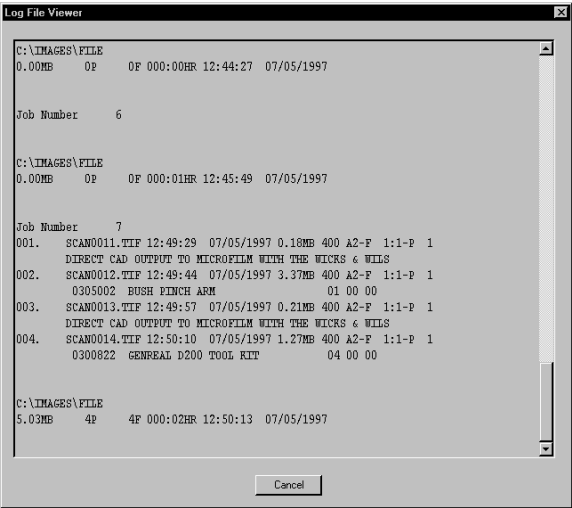 Log File Viewer
C:\IMAGES\FILE
0.00MB 0P 0F 000:00HR 12:44:27 07/05/1997
Job Number 6
C:\IMAGES\FILE
0.00MB 0P 0F 000:01HR 12:45:49 07/05/1997
Job Number 7
001. SCAN0011.TIF 12:49:29 07/05/1997 0.18MB 400 A2-F 1:1-P 1
DIRECT CAD OUTPUT TO MICROFILM WITH THE WICKS & WILS
002. SCAN0012.TIF 12:49:44 07/05/1997 3.37MB 400 A2-F 1:1-P 1
0305002 BUSH PINCH ARM 01 00 00
003. SCAN0013.TIF 12:49:57 07/05/1997 0.21MB 400 A2-F 1:1-P 1
DIRECT CAD OUTPUT TO MICROFILM WITH THE WICKS & WILS
004. SCAN0014.TIF 12:50:10 07/05/1997 1.27MB 400 A2-F 1:1-P 1
0300822 GENREAL D200 TOOL KIT 04 00 00
C:\IMAGES\FILE
5.03MB 4P 4F 000:02HR 12:50:13 07/05/1997
Cancel